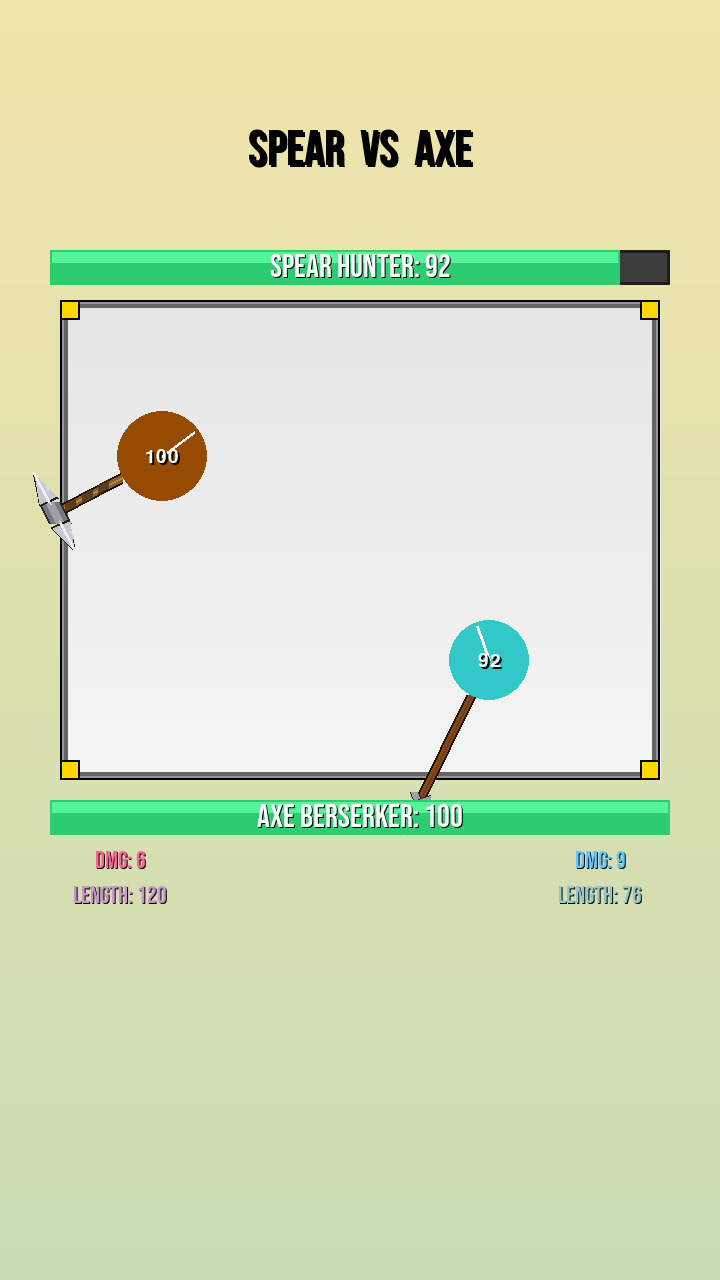 SPEAR VS AXE
SPEAR HUNTER: 92
100
92
AXE BERSERKER: 100
DMG: 6
DMG: 9
LENGTH: 120
LENGTH: 76